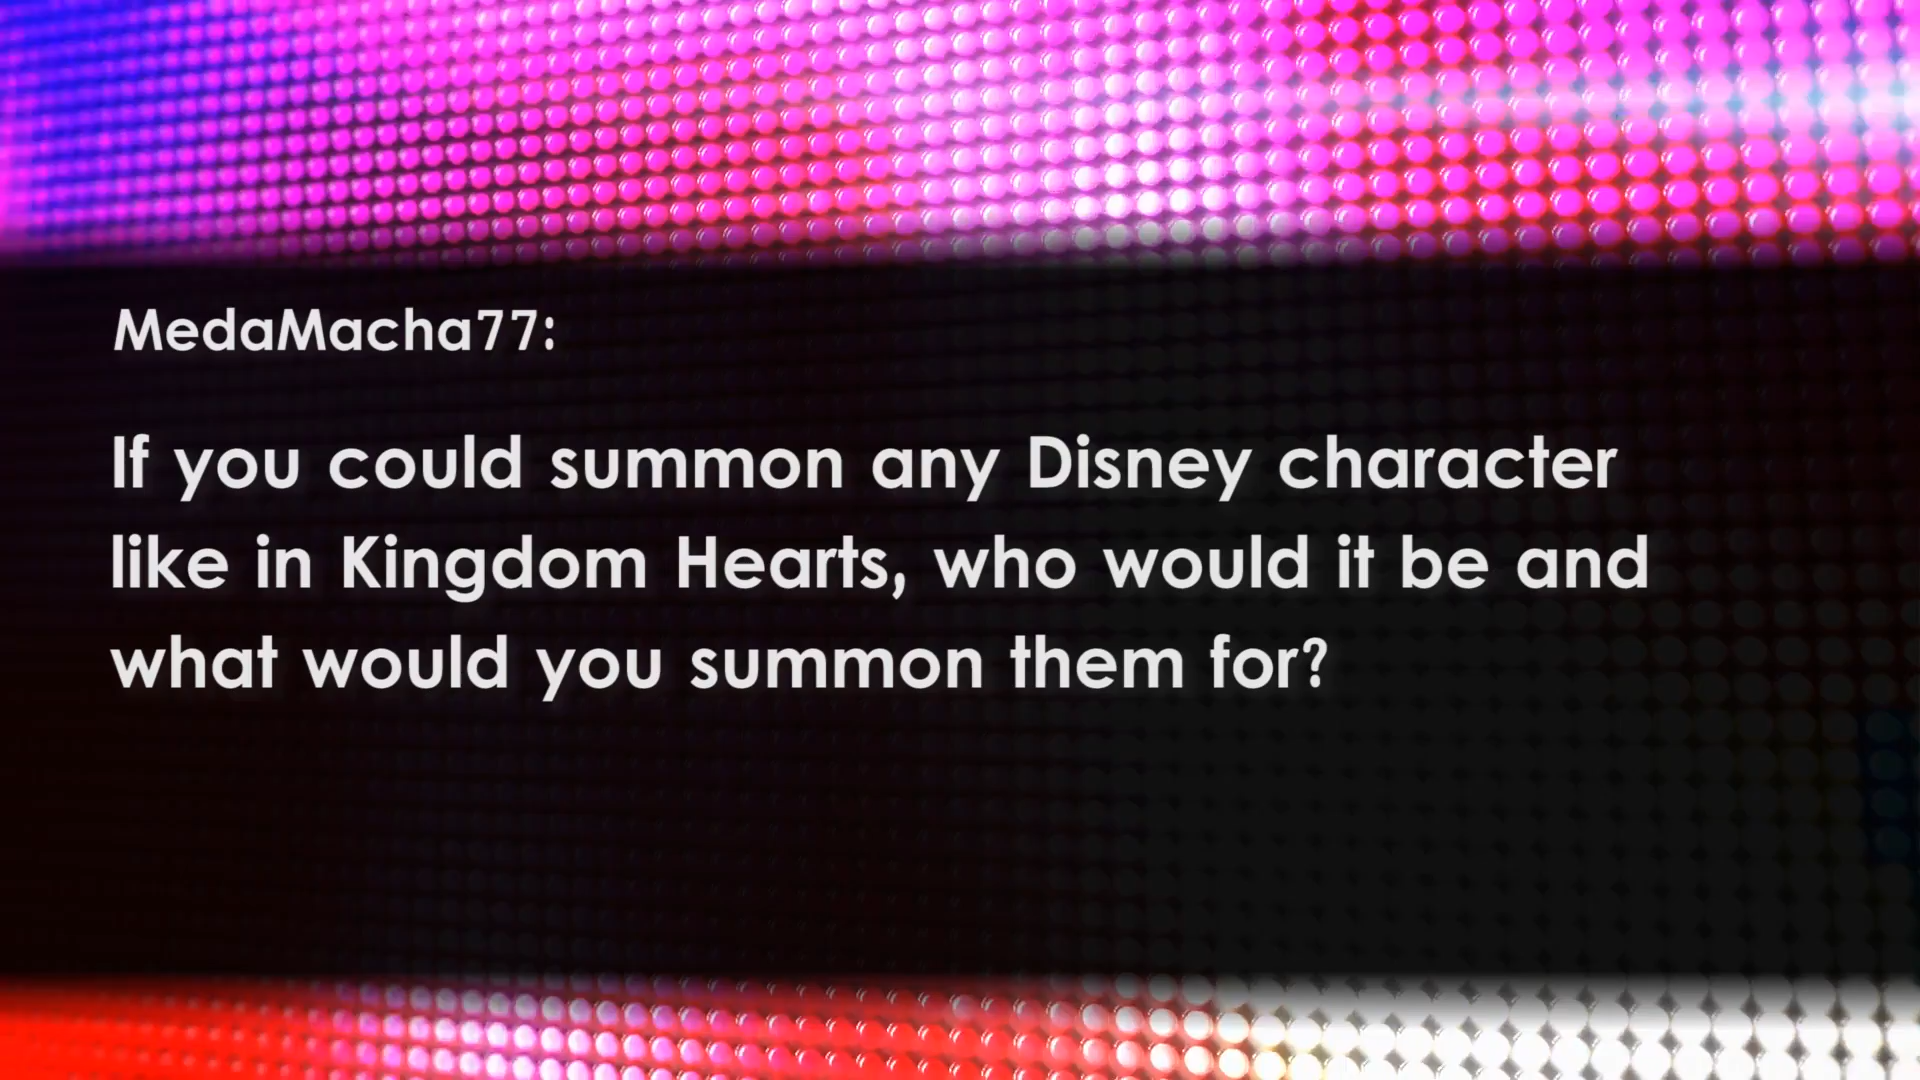 MedaMacha77:
If you could summon any Disney character
like in Kingdom Hearts, who would it be and
what would you summon them for?